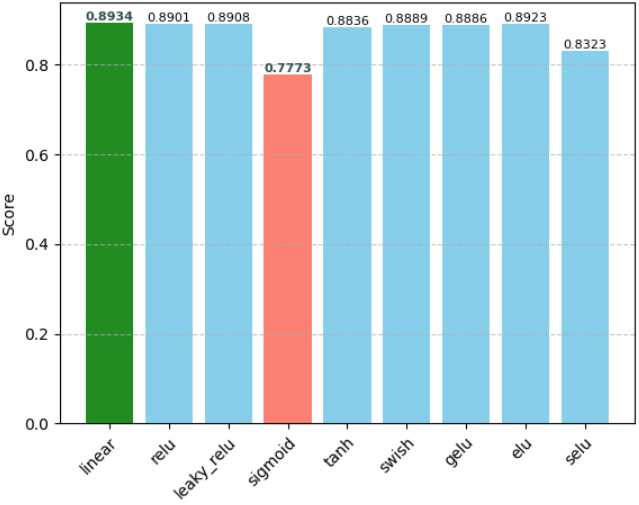 0.8934
0.8901
0.8908
0.7773
0.8836
0.8889
0.8886
0.8923
0.8323
Score
0.8
0.6
0.4
0.2
0.0
linear
relu
leaky_relu
sigmoid
tanh
swish
gelu
elu
selu